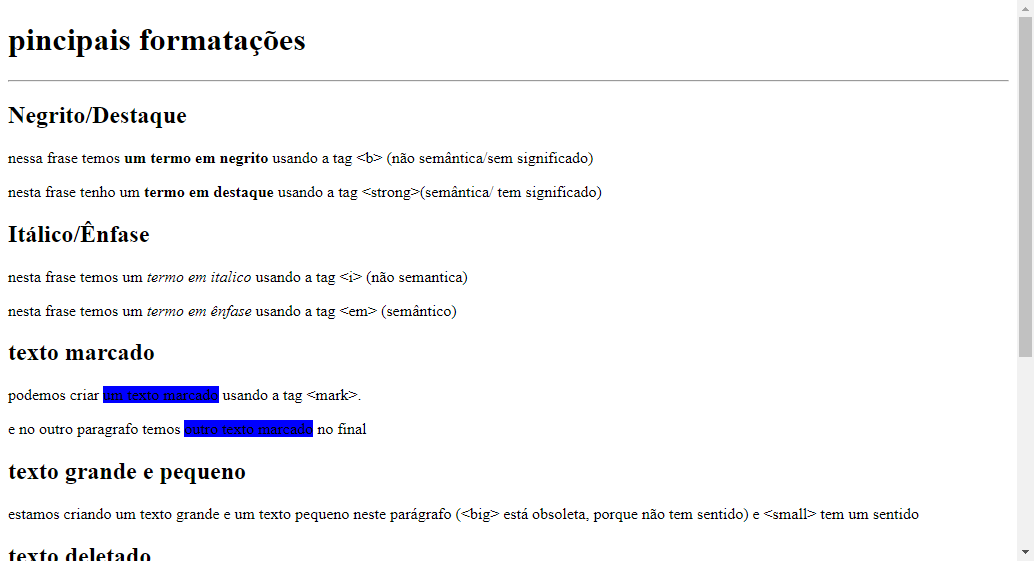 pincipais formatações
Negrito/Destaque
nessa frase temos um termo em negrito usando a tag <b> (não semântica/sem significado)
nesta frase tenho um termo em destaque usando a tag <strong>(semântica/ tem significado)
Itálico/Ênfase
nesta frase temos um termo em italico usando a tag <i> (não semantica)
nesta frase temos um termo em ênfase usando a tag <em> (semântico)
texto marcado
podemos criar um texto marcado usando a tag <mark>.
e no outro paragrafo temos outro texto marcado no final
texto grande e pequeno
estamos criando um texto grande e um texto pequeno neste parágrafo (<big> está obsoleta, porque não tem sentido) e <small> tem um sentido
texto deletado